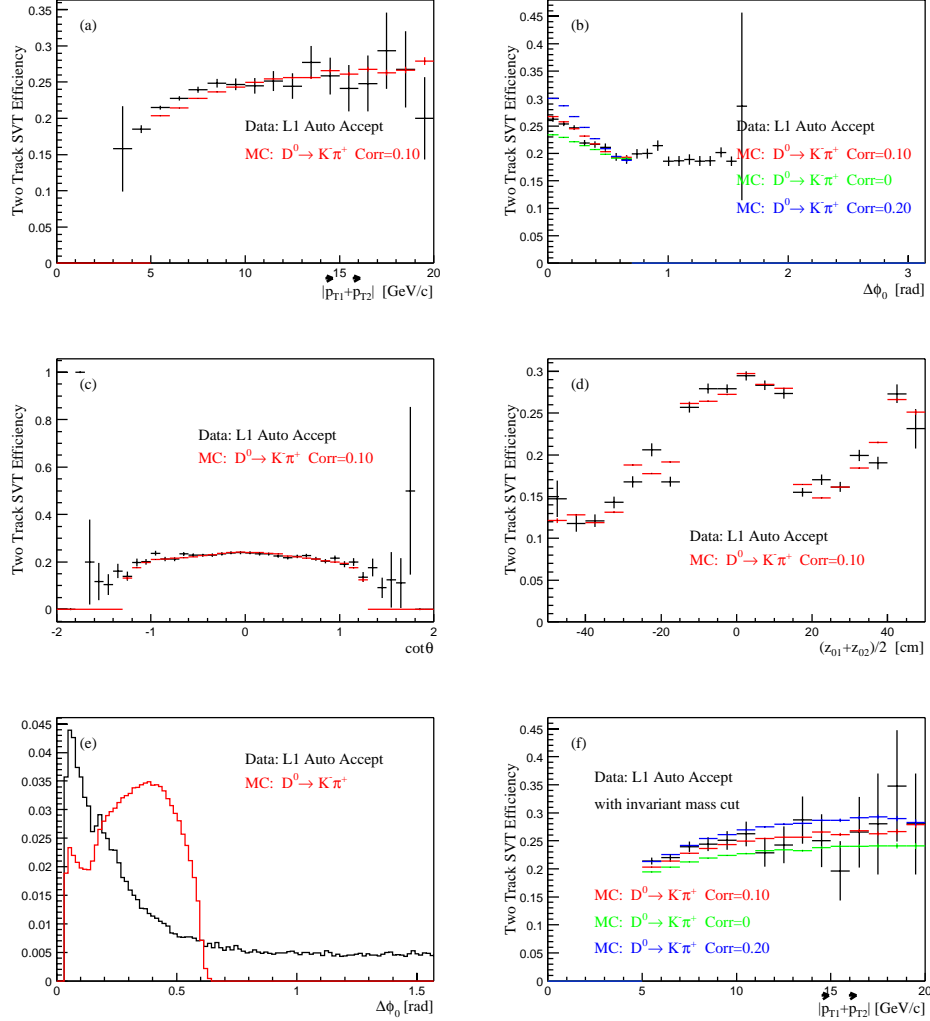 (a)
Two Track SVT Efficiency
0.35
0.3
0.25
0.2
0.15
0.1
0.05
0
Data: L1 Auto Accept
MC: D⁰→ K⁻π⁺ Corr=0.10
0 5 10 15 20
|p_T1+p_T2| [GeV/c]
(b)
Two Track SVT Efficiency
0.45
0.4
0.35
0.3
0.25
0.2
0.15
0.1
0.05
0
Data: L1 Auto Accept
MC: D⁰→ K⁻π⁺ Corr=0.10
MC: D⁰→ K⁻π⁺ Corr=0
MC: D⁰→ K⁻π⁺ Corr=0.20
0 1 2 3
Δϕ₀ [rad]
(c)
Two Track SVT Efficiency
1
0.8
0.6
0.4
0.2
0
Data: L1 Auto Accept
MC: D⁰→ K⁻π⁺ Corr=0.10
-2 -1 0 1 2
cotθ
(d)
Two Track SVT Efficiency
0.3
0.25
0.2
0.15
0.1
0.05
0
Data: L1 Auto Accept
MC: D⁰→ K⁻π⁺ Corr=0.10
-40 -20 0 20 40
(z₀₁+z₀₂)/2 [cm]
(e)
0.045
0.04
0.035
0.03
0.025
0.02
0.015
0.01
0.005
0
Data: L1 Auto Accept
MC: D⁰→ K⁻π⁺
0 0.5 1 1.5
Δϕ₀ [rad]
(f)
Two Track SVT Efficiency
0.45
0.4
0.35
0.3
0.25
0.2
0.15
0.1
0.05
0
Data: L1 Auto Accept
with invariant mass cut
MC: D⁰→ K⁻π⁺ Corr=0.10
MC: D⁰→ K⁻π⁺ Corr=0
MC: D⁰→ K⁻π⁺ Corr=0.20
0 5 10 15 20
|p_T1+p_T2| [GeV/c]